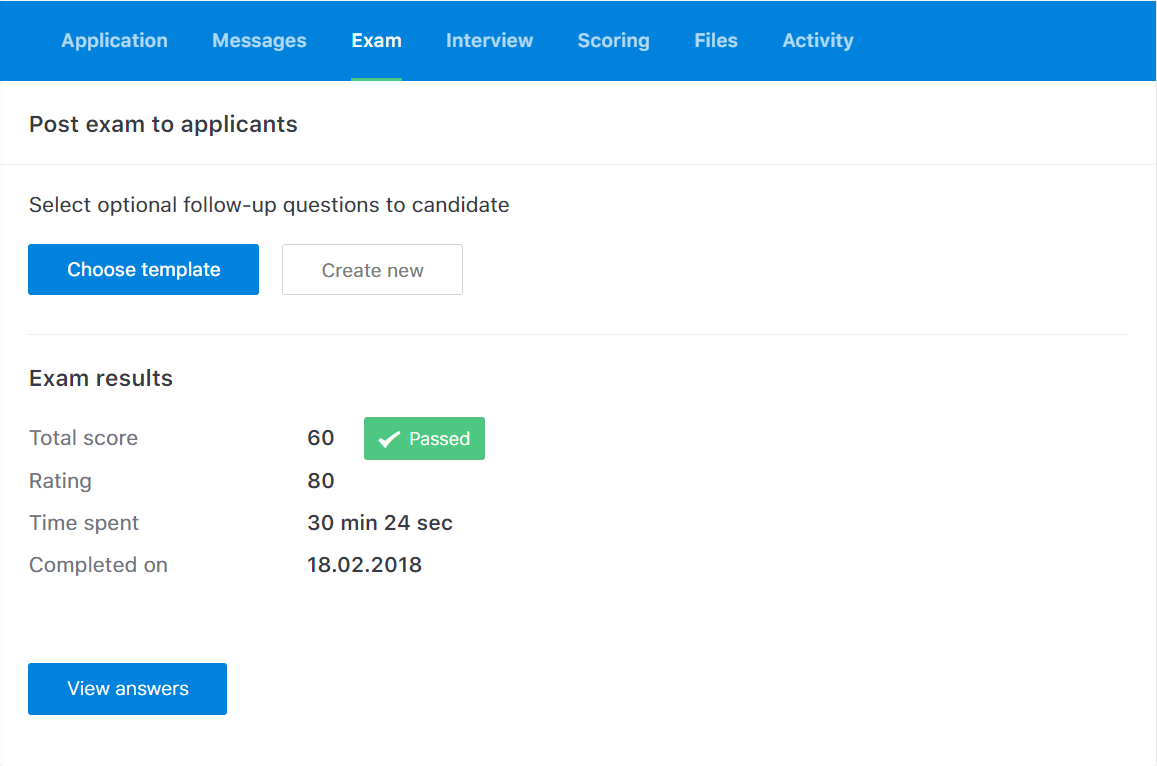 Application Messages Exam Interview Scoring Files Activity
Post exam to applicants
Select optional follow-up questions to candidate
Choose template Create new
Exam results
Total score 60 Passed
Rating 80
Time spent 30 min 24 sec
Completed on 18.02.2018
View answers